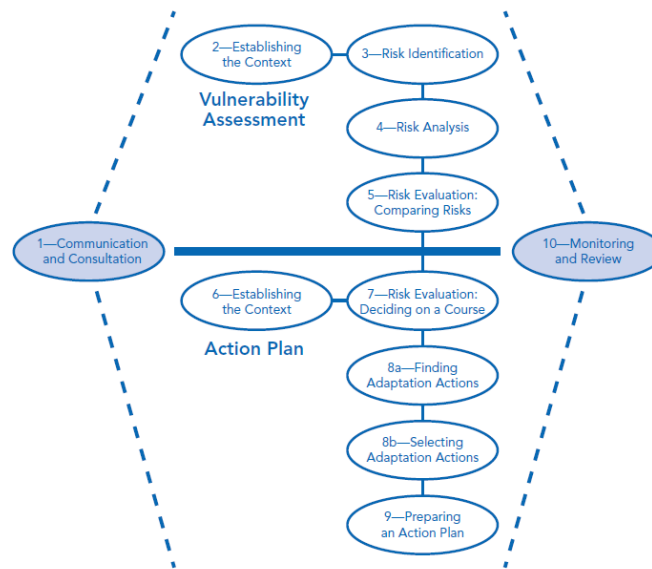 2—Establishing
the Context
3—Risk Identification
Vulnerability
Assessment
4—Risk Analysis
5—Risk Evaluation:
Comparing Risks
1—Communication
and Consultation
10—Monitoring
and Review
6—Establishing
the Context
7—Risk Evaluation:
Deciding on a Course
Action Plan
8a—Finding
Adaptation Actions
8b—Selecting
Adaptation Actions
9—Preparing
an Action Plan